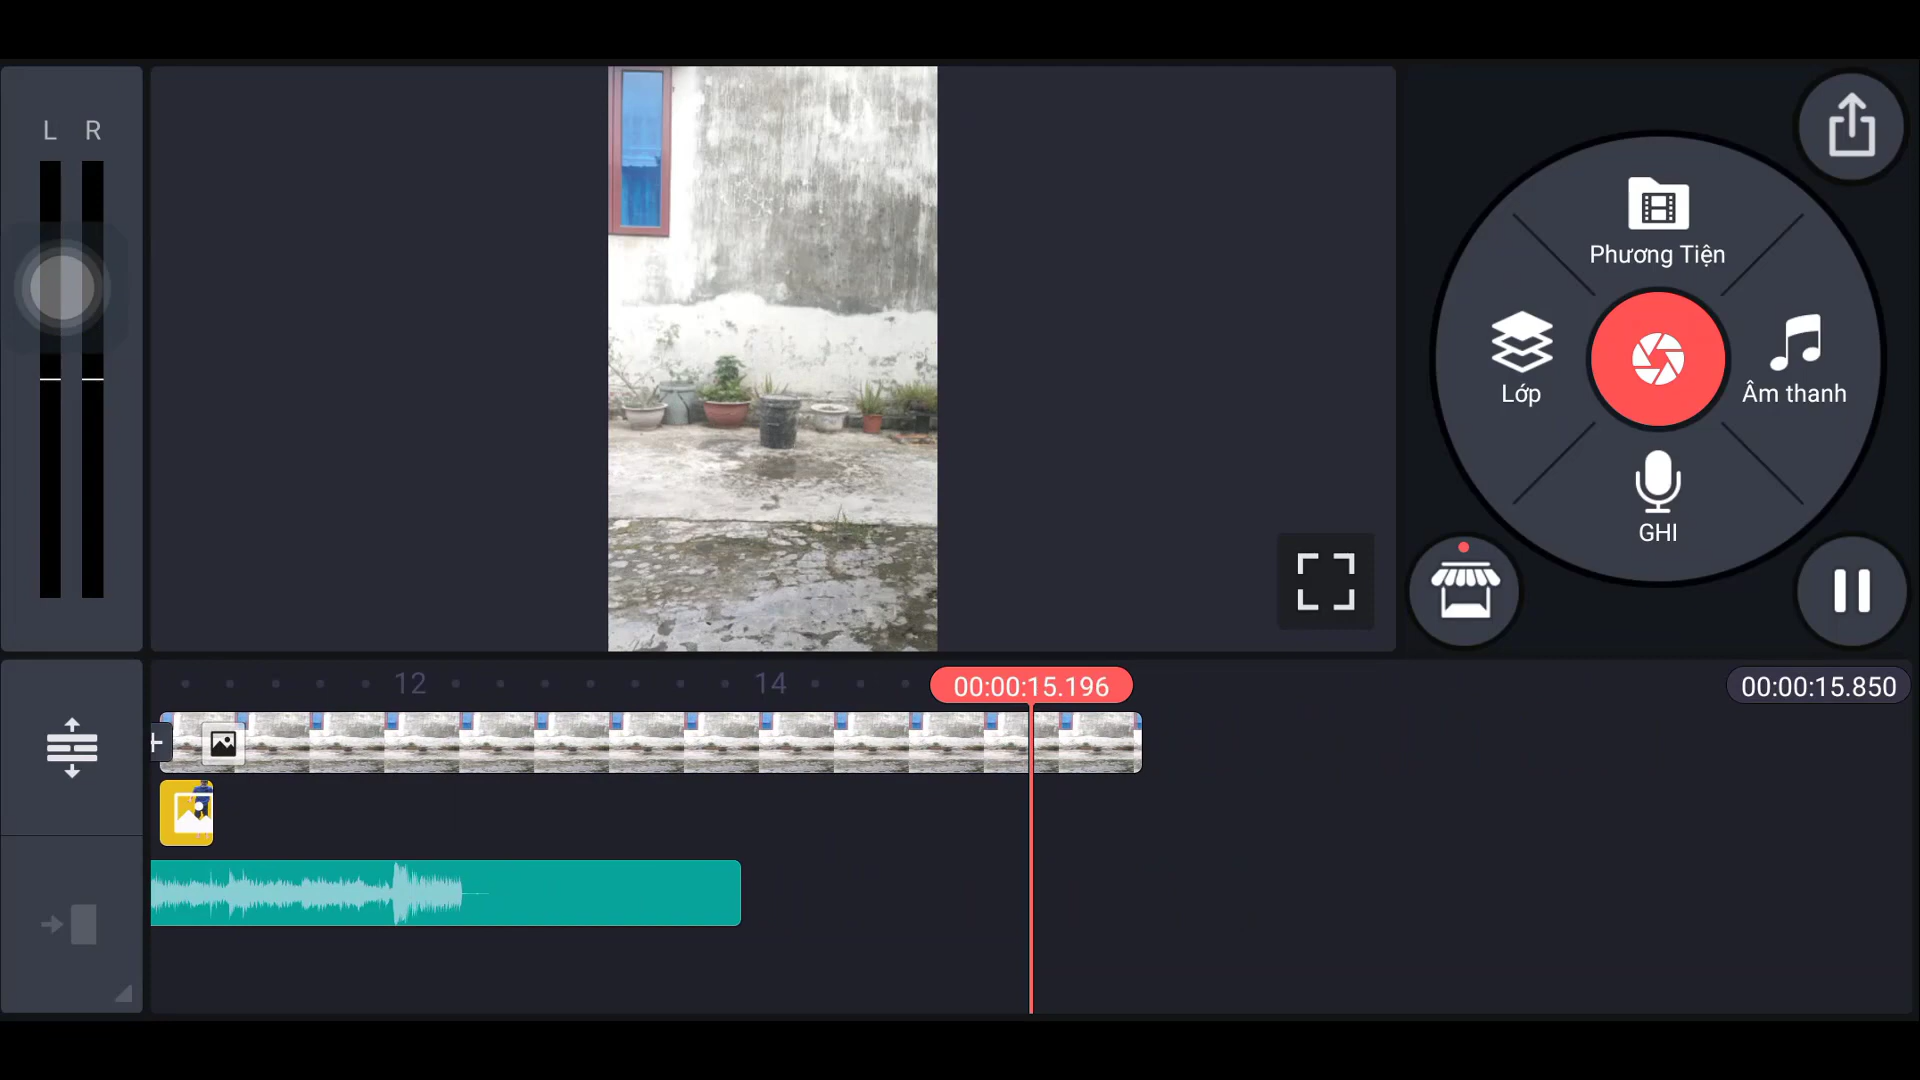 L R
Phương Tiện
Lớp
Âm thanh
GHI
12
14
00:00:15.196
00:00:15.850